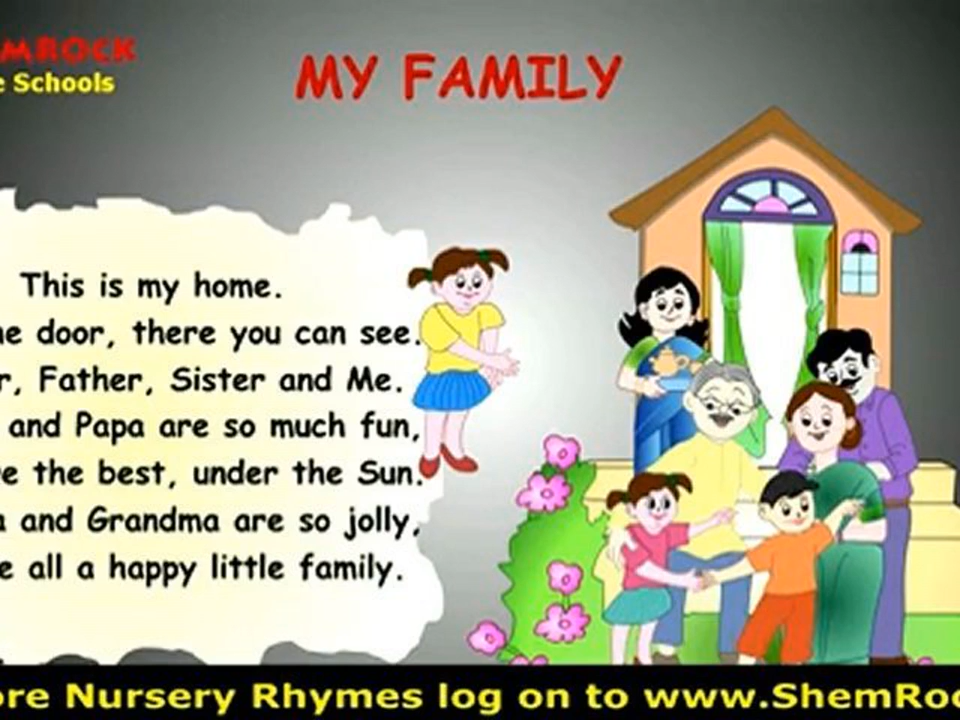 MROCK
Schools
MY FAMILY
This is my home.
door, there you can see.
Father, Sister and Me.
and Papa are so much fun,
the best, under the Sun.
and Grandma are so jolly,
all a happy little family.
ore Nursery Rhymes log on to www.ShemRo